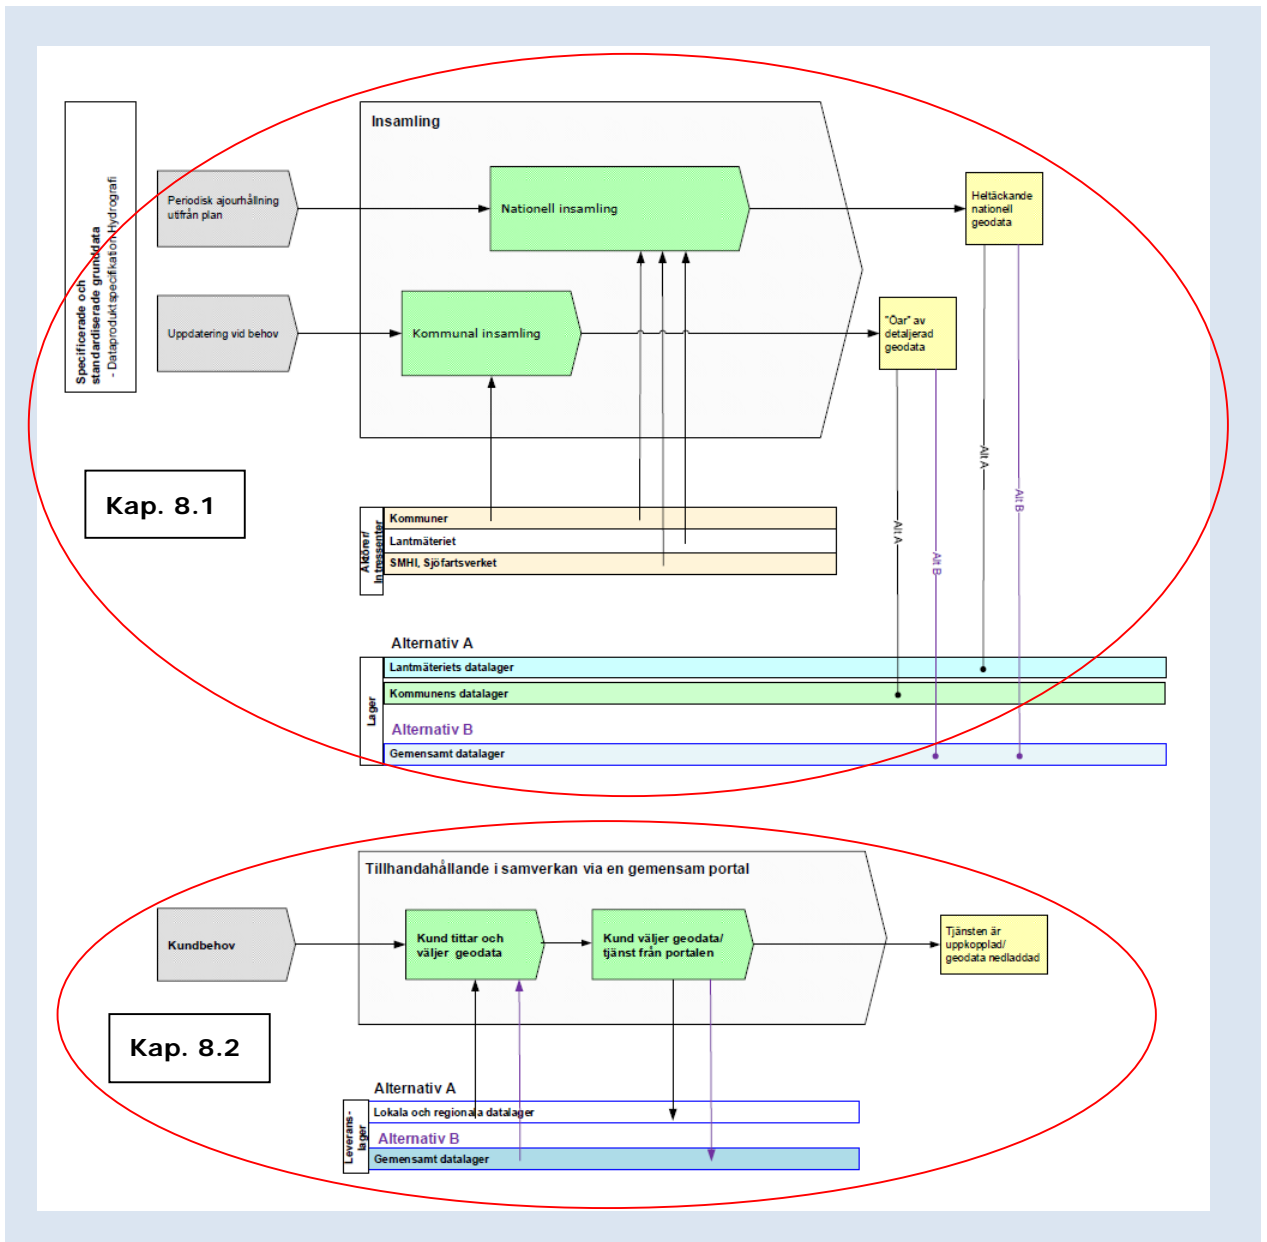 Specificerade och
standardiserade grunddata
- Dataproduktspecifikation Hydrografi
Insamling
Periodisk ajourhållning
utifrån plan
Nationell insamling
Heltäckande
nationell
geodata
Uppdatering vid behov
Kommunal insamling
"Öar" av
detaljerad
geodata
Alt A
Alt B
Alt A
Alt B
Kap. 8.1
Aktörer/
Intressenter
Kommuner
Lantmäteriet
SMHI, Sjöfartsverket
Alternativ A
Lager
Lantmäteriets datalager
Kommunens datalager
Alternativ B
Gemensamt datalager
Tillhandahållande i samverkan via en gemensam portal
Kundbehov
Kund tittar och
väljer geodata
Kund väljer geodata/
tjänst från portalen
Tjänsten är
uppkopplad/
geodata nedladdad
Kap. 8.2
Alternativ A
Leverans-
lager
Lokala och regionala datalager
Alternativ B
Gemensamt datalager